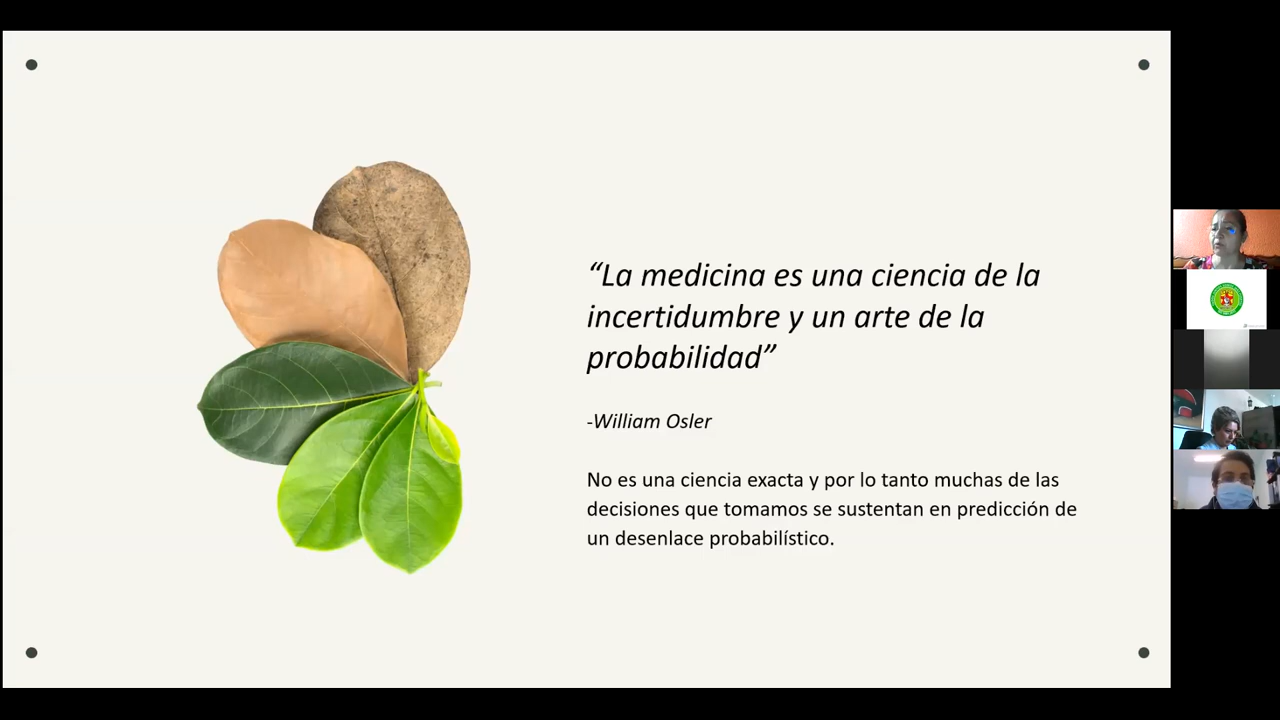 “La medicina es una ciencia de la
incertidumbre y un arte de la
probabilidad”
-William Osler
No es una ciencia exacta y por lo tanto muchas de las
decisiones que tomamos se sustentan en predicción de
un desenlace probabilístico.